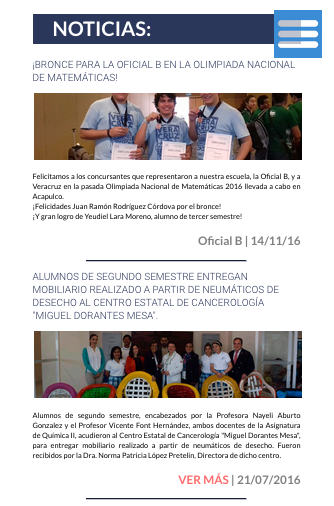 NOTICIAS:
¡BRONCE PARA LA OFICIAL B EN LA OLIMPIADA NACIONAL
DE MATEMÁTICAS!
VERA
CRUZ
VERA
CRUZ
Felicitamos a los concursantes que representaron a nuestra escuela, la Oficial B, y a
Veracruz en la pasada Olimpiada Nacional de Matemáticas 2016 llevada a cabo en
Acapulco.
¡Felicidades Juan Ramón Rodríguez Córdova por el bronce!
¡Y gran logro de Yeudiel Lara Moreno, alumno de tercer semestre!
Oficial B | 14/11/16
ALUMNOS DE SEGUNDO SEMESTRE ENTREGAN
MOBILIARIO REALIZADO A PARTIR DE NEUMÁTICOS DE
DESECHO AL CENTRO ESTATAL DE CANCEROLOGÍA
"MIGUEL DORANTES MESA".
Alumnos de segundo semestre, encabezados por la Profesora Nayeli Aburto
Gonzalez y el Profesor Vicente Font Hernández, ambos docentes de la Asignatura
de Química II, acudieron al Centro Estatal de Cancerología "Miguel Dorantes Mesa",
para entregar mobiliario realizado a partir de neumáticos de desecho. Fueron
recibidos por la Dra. Norma Patricia López Pretelin, Directora de dicho centro.
VER MÁS | 21/07/2016